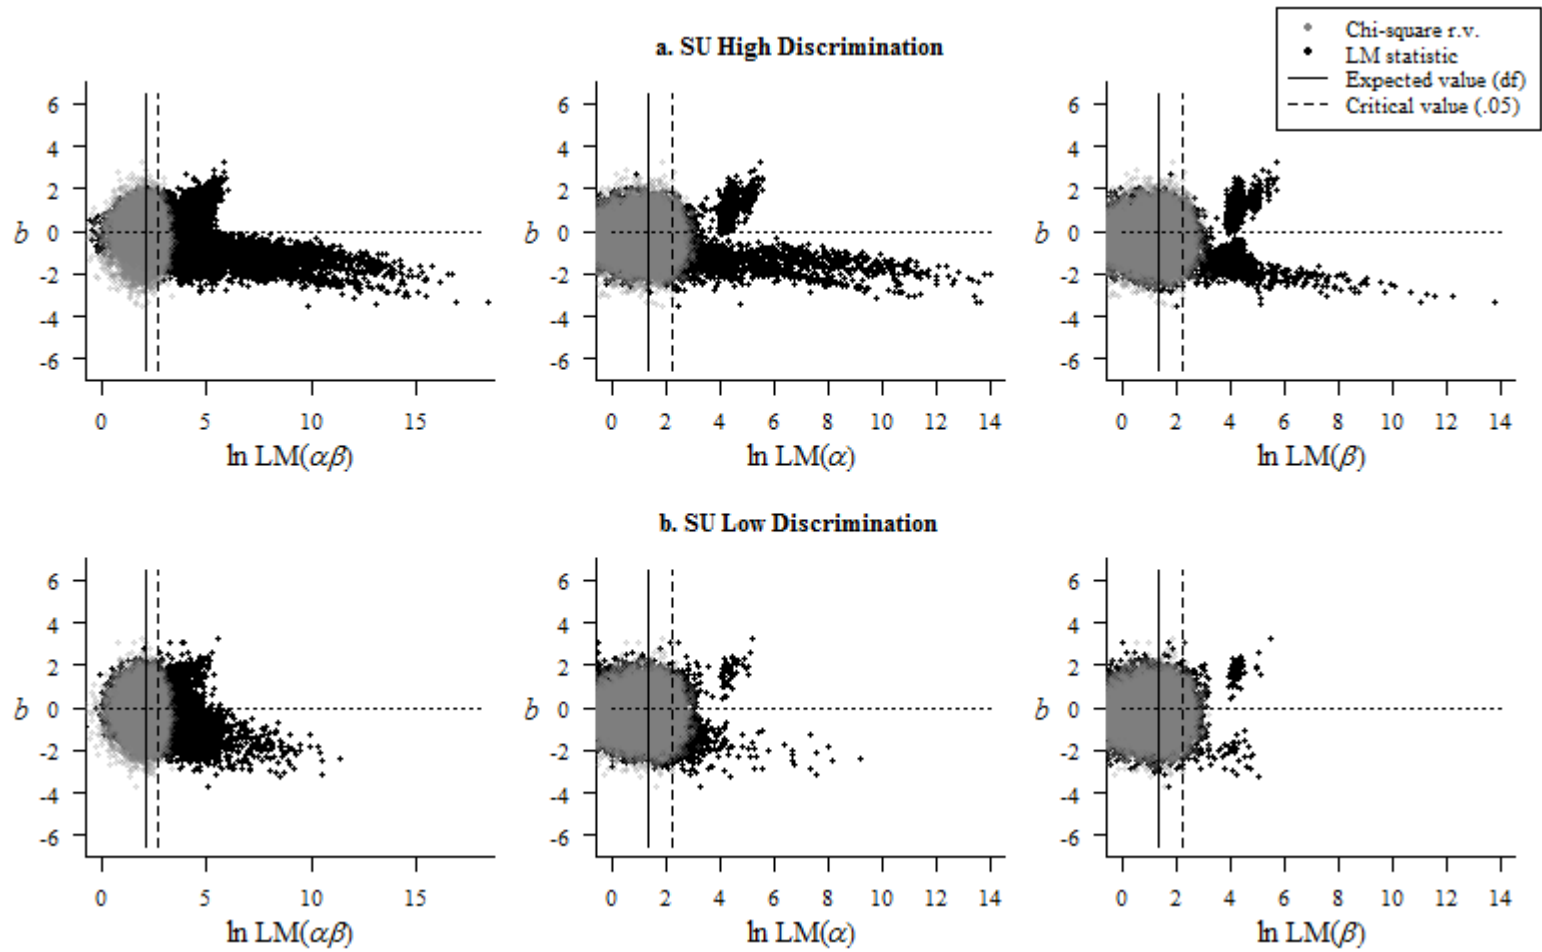 a. SU High Discrimination
Chi-square r.v.
LM statistic
Expected value (df)
Critical value (.05)
6
4
2
0
-2
-4
-6
b
0 5 10 15
ln LM(αβ)
6
4
2
0
-2
-4
-6
b
0 2 4 6 8 10 12 14
ln LM(α)
6
4
2
0
-2
-4
-6
b
0 2 4 6 8 10 12 14
ln LM(β)
b. SU Low Discrimination
6
4
2
0
-2
-4
-6
b
0 5 10 15
ln LM(αβ)
6
4
2
0
-2
-4
-6
b
0 2 4 6 8 10 12 14
ln LM(α)
6
4
2
0
-2
-4
-6
b
0 2 4 6 8 10 12 14
ln LM(β)